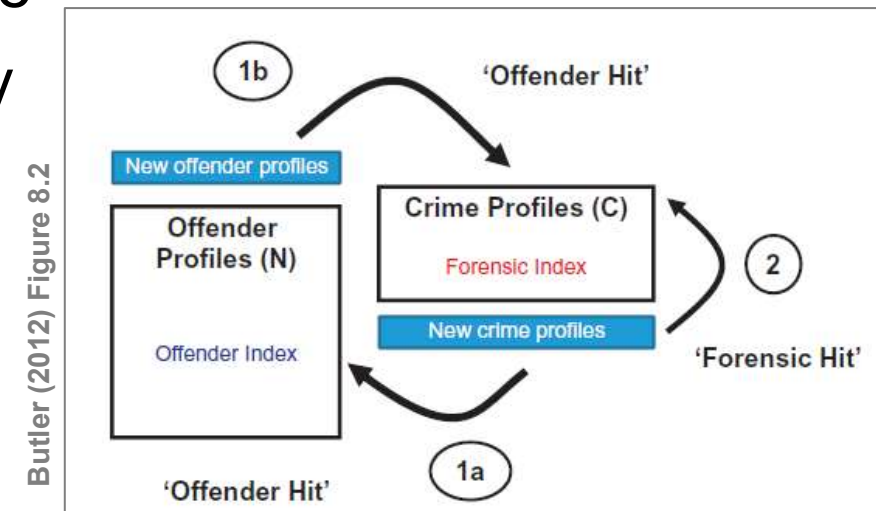 Butler (2012) Figure 8.2
1b
'Offender Hit'
New offender profiles
Offender
Profiles (N)
Offender Index
Crime Profiles (C)
Forensic Index
New crime profiles
2
'Forensic Hit'
1a
'Offender Hit'